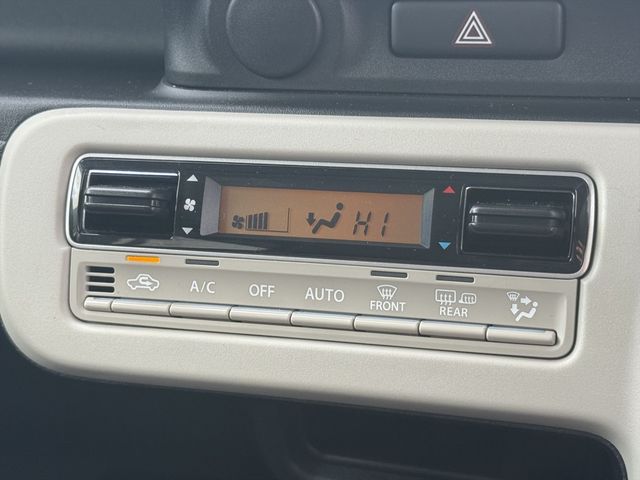 HI
A/C OFF AUTO FRONT REAR